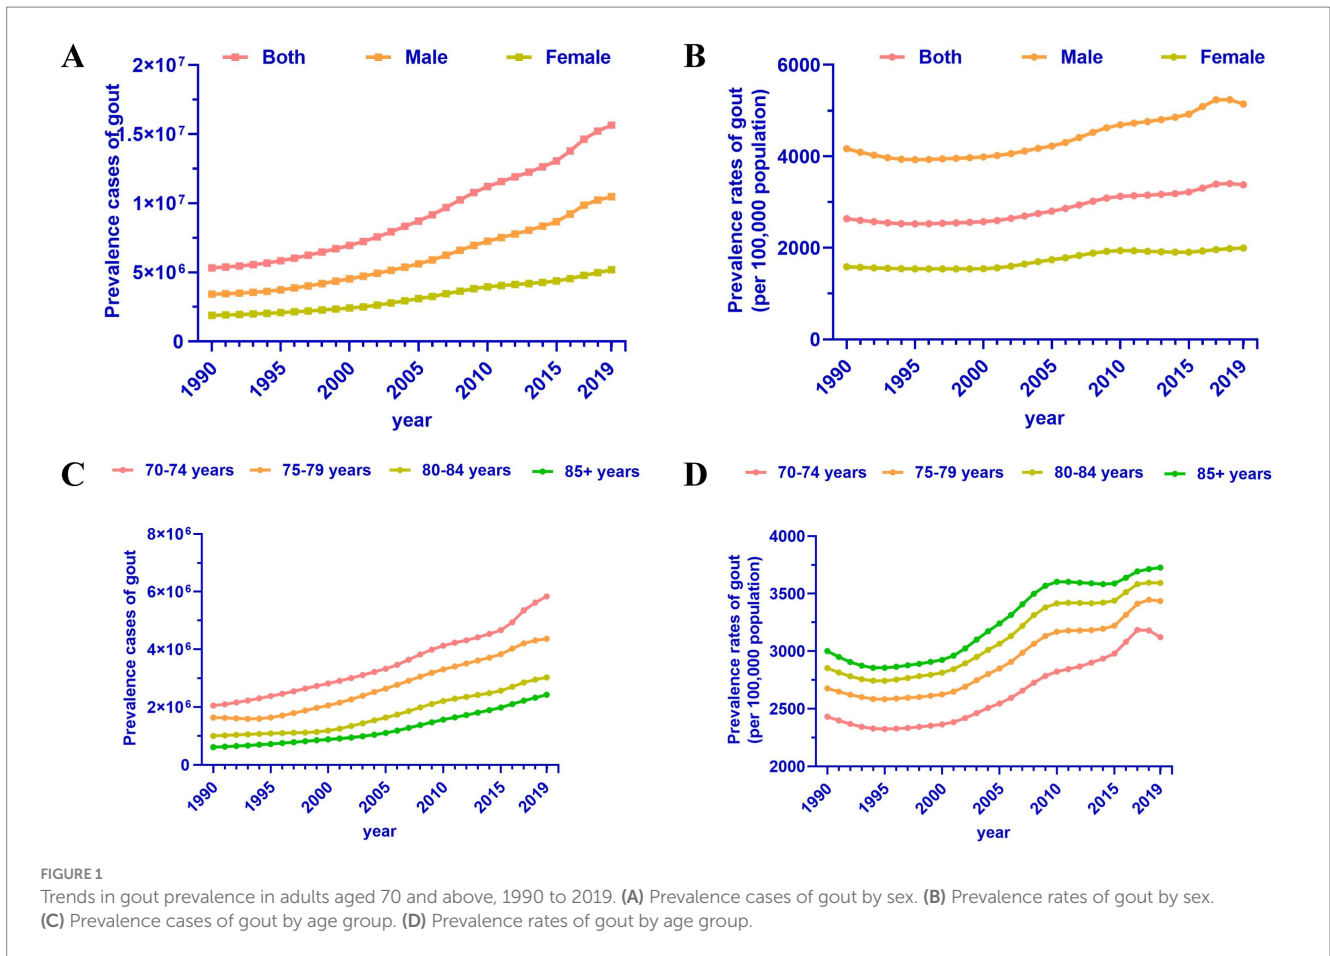 A
Both Male Female
2×10⁷
1.5×10⁷
1×10⁷
5×10⁶
0
Prevalence cases of gout
1990 1995 2000 2005 2010 2015 2019
year
B
Both Male Female
6000
4000
2000
0
Prevalence rates of gout
(per 100,000 population)
1990 1995 2000 2005 2010 2015 2019
year
C
70-74 years 75-79 years 80-84 years 85+ years
8×10⁶
6×10⁶
4×10⁶
2×10⁶
0
Prevalence cases of gout
1990 1995 2000 2005 2010 2015 2019
year
D
70-74 years 75-79 years 80-84 years 85+ years
4000
3500
3000
2500
2000
Prevalence rates of gout
(per 100,000 population)
1990 1995 2000 2005 2010 2015 2019
year
FIGURE 1
Trends in gout prevalence in adults aged 70 and above, 1990 to 2019. (A) Prevalence cases of gout by sex. (B) Prevalence rates of gout by sex.
(C) Prevalence cases of gout by age group. (D) Prevalence rates of gout by age group.